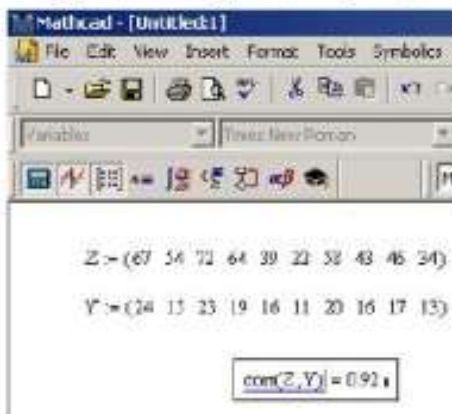 Mathcad - [Untitled:1]
File Edit View Insert Format Tools Symbolics
Variables Times New Roman
Z := (67 54 72 64 39 22 58 43 46 34)
Y := (24 15 23 19 16 11 20 16 17 13)
corr(Z,Y) = 0.92